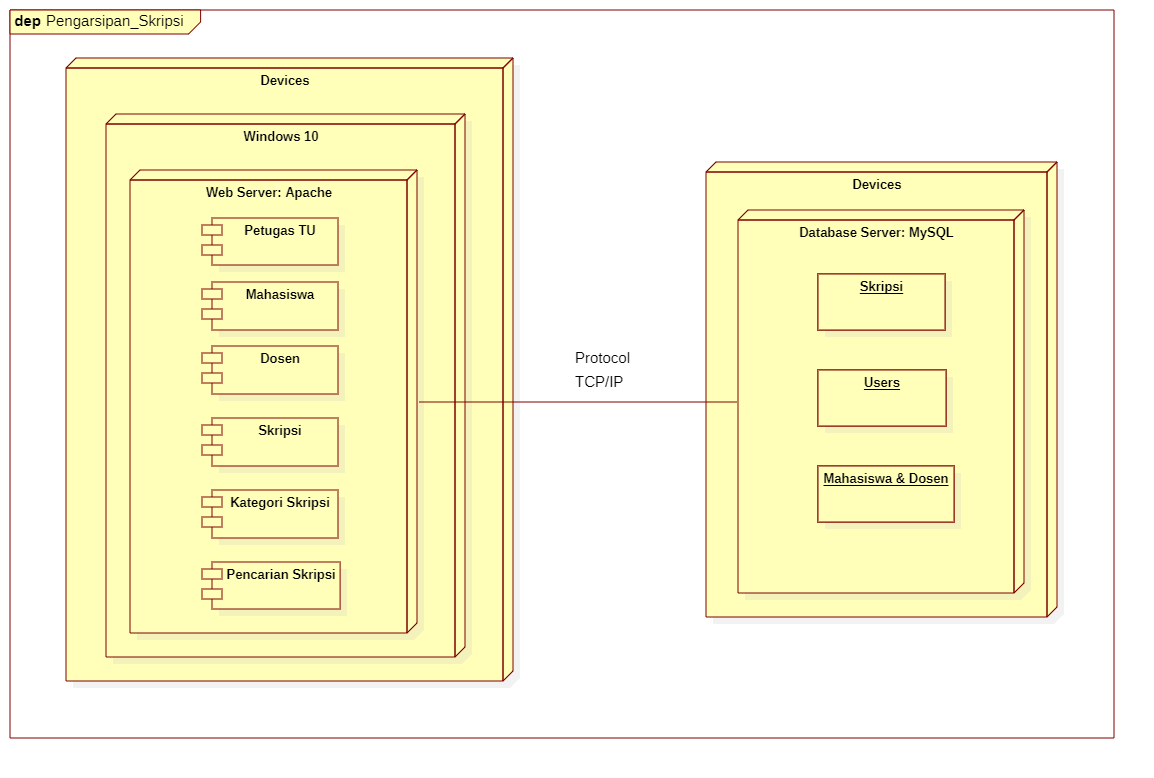 dep Pengarsipan_Skripsi
Devices
Windows 10
Web Server: Apache
Petugas TU
Mahasiswa
Dosen
Skripsi
Kategori Skripsi
Pencarian Skripsi
Protocol
TCP/IP
Devices
Database Server: MySQL
Skripsi
Users
Mahasiswa & Dosen